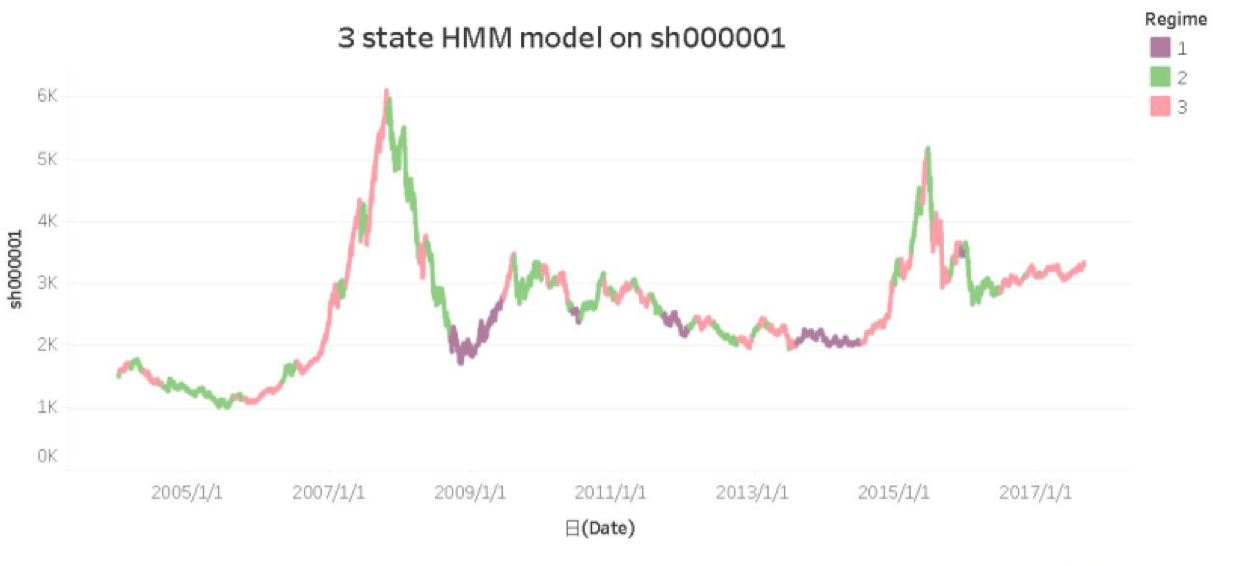 3 state HMM model on sh000001
Regime
1
2
3
6K
5K
4K
3K
2K
1K
0K
sh000001
2005/1/1
2007/1/1
2009/1/1
2011/1/1
2013/1/1
2015/1/1
2017/1/1
日(Date)